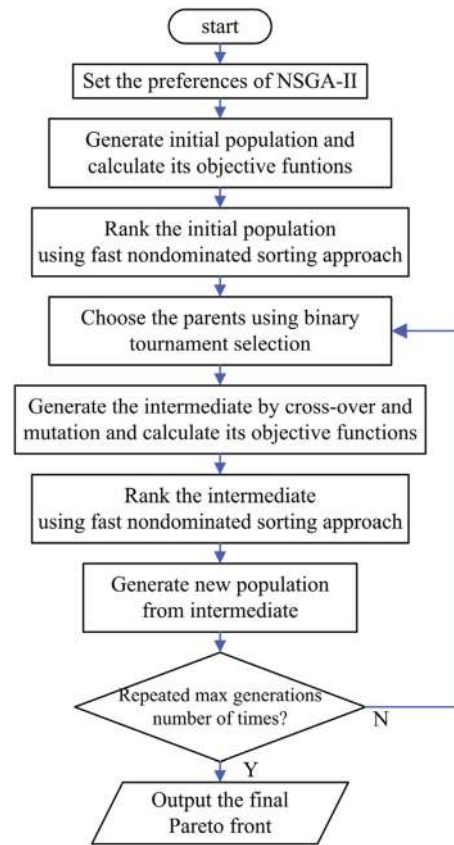 start
Set the preferences of NSGA-II
Generate initial population and
calculate its objective funtions
Rank the initial population
using fast nondominated sorting approach
Choose the parents using binary
tournament selection
Generate the intermediate by cross-over and
mutation and calculate its objective functions
Rank the intermediate
using fast nondominated sorting approach
Generate new population
from intermediate
Repeated max generations
number of times?
N
Y
Output the final
Pareto front